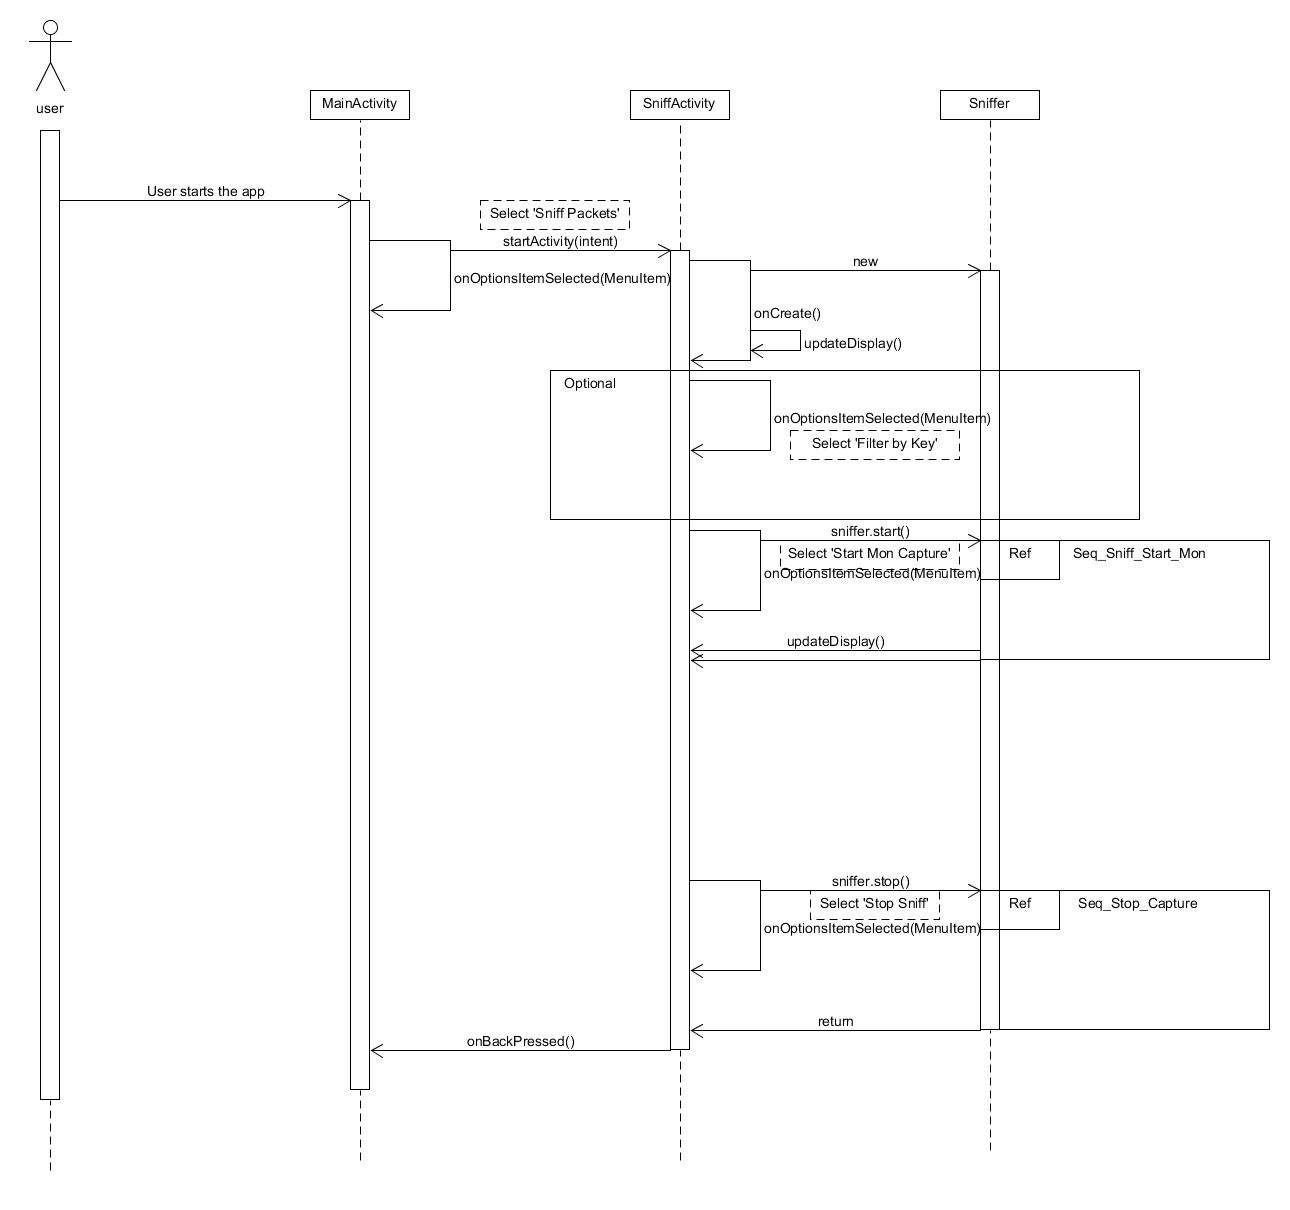 user
MainActivity
SniffActivity
Sniffer
User starts the app
Select 'Sniff Packets'
startActivity(intent)
onOptionsItemSelected(MenuItem)
new
onCreate()
updateDisplay()
Optional
onOptionsItemSelected(MenuItem)
Select 'Filter by Key'
sniffer.start()
Select 'Start Mon Capture'
onOptionsItemSelected(MenuItem)
Ref
Seq_Sniff_Start_Mon
updateDisplay()
sniffer.stop()
Select 'Stop Sniff'
onOptionsItemSelected(MenuItem)
Ref
Seq_Stop_Capture
return
onBackPressed()